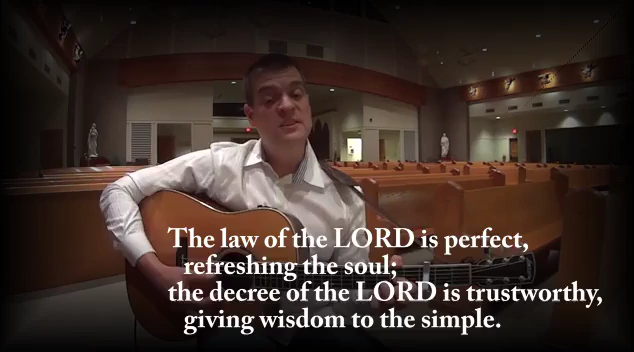 The law of the LORD is perfect,
refreshing the soul;
the decree of the LORD is trustworthy,
giving wisdom to the simple.